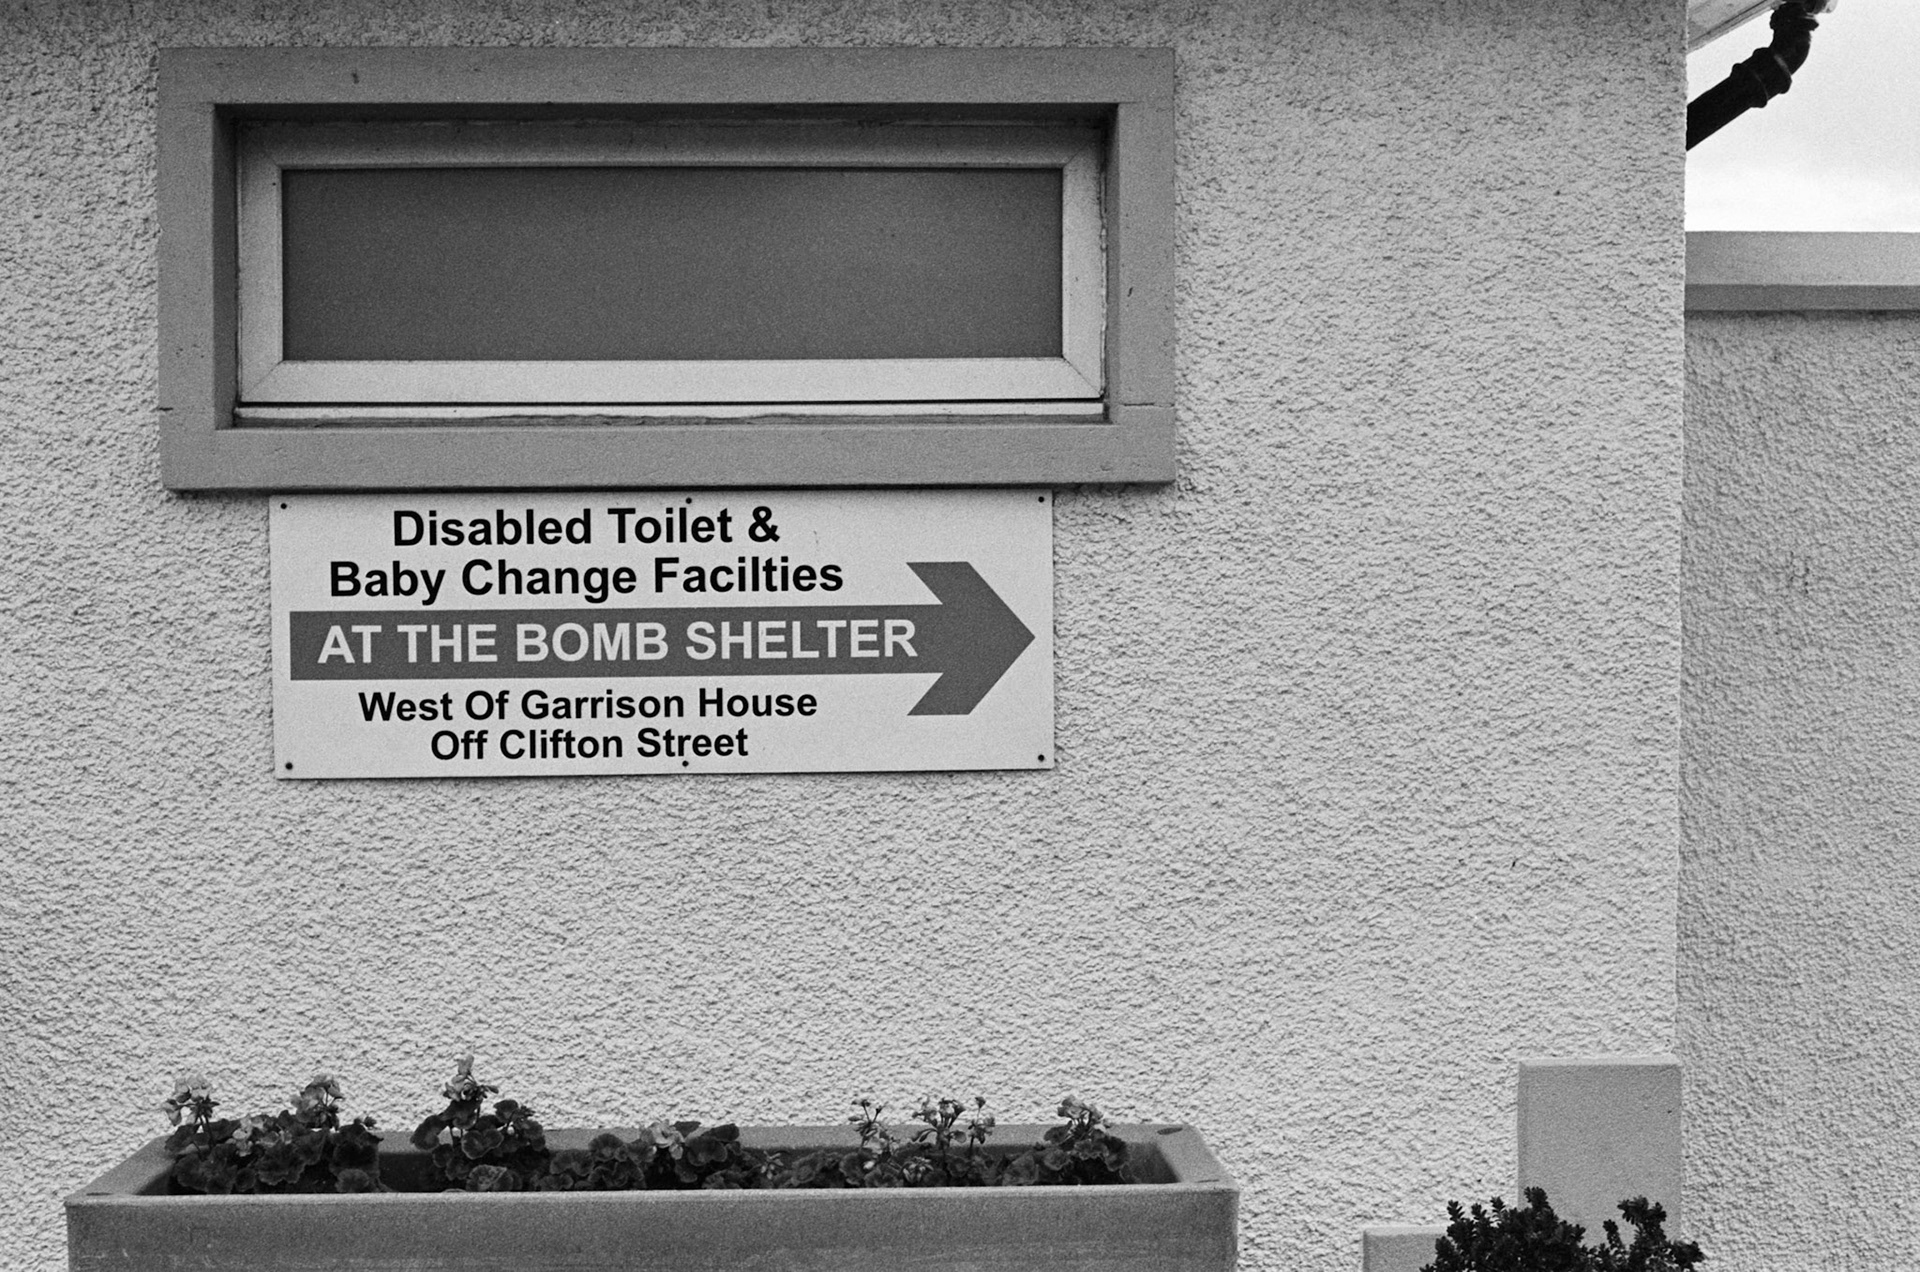 Disabled Toilet &
Baby Change Facilties
AT THE BOMB SHELTER
West Of Garrison House
Off Clifton Street